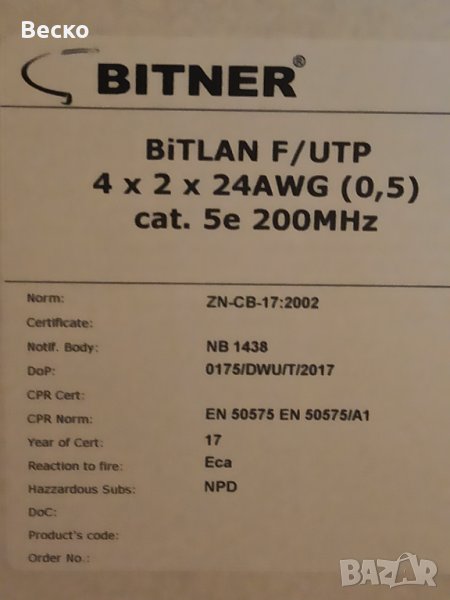 Весko
BITNER®
BiTLAN F/UTP
4 x 2 x 24AWG (0,5)
cat. 5e 200MHz
Norm: ZN-CB-17:2002
Certificate:
Notif. Body: NB 1438
DoP: 0175/DWU/T/2017
CPR Cert:
CPR Norm: EN 50575 EN 50575/A1
Year of Cert: 17
Reaction to fire: Eca
Hazzardous Subs: NPD
DoC:
Product's code:
Order No.:
BAZAR